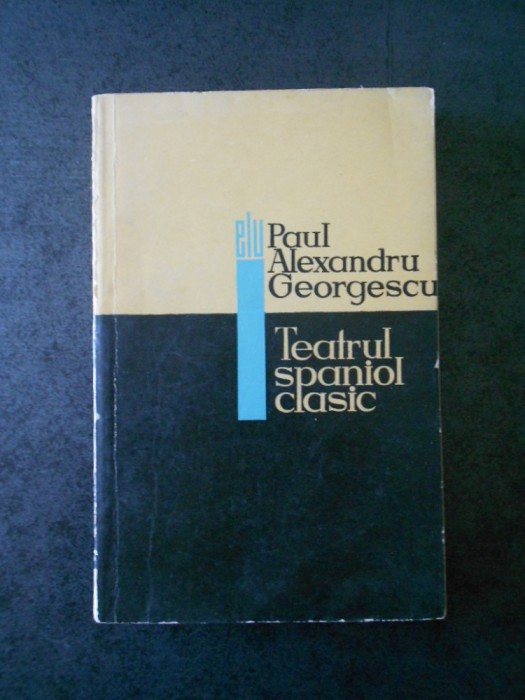 elu
Paul
Alexandru
Georgescu
Teatrul
spaniol
clasic